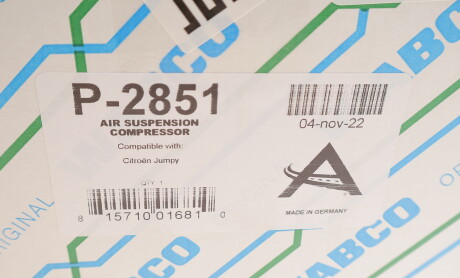 WABCO
P-2851
AIR SUSPENSION
COMPRESSOR
Compatible with:
Citroën Jumpy
QTY: 1
8 15710 01681 0
04-nov-22
MADE IN GERMANY
ORIGINAL
WABCO